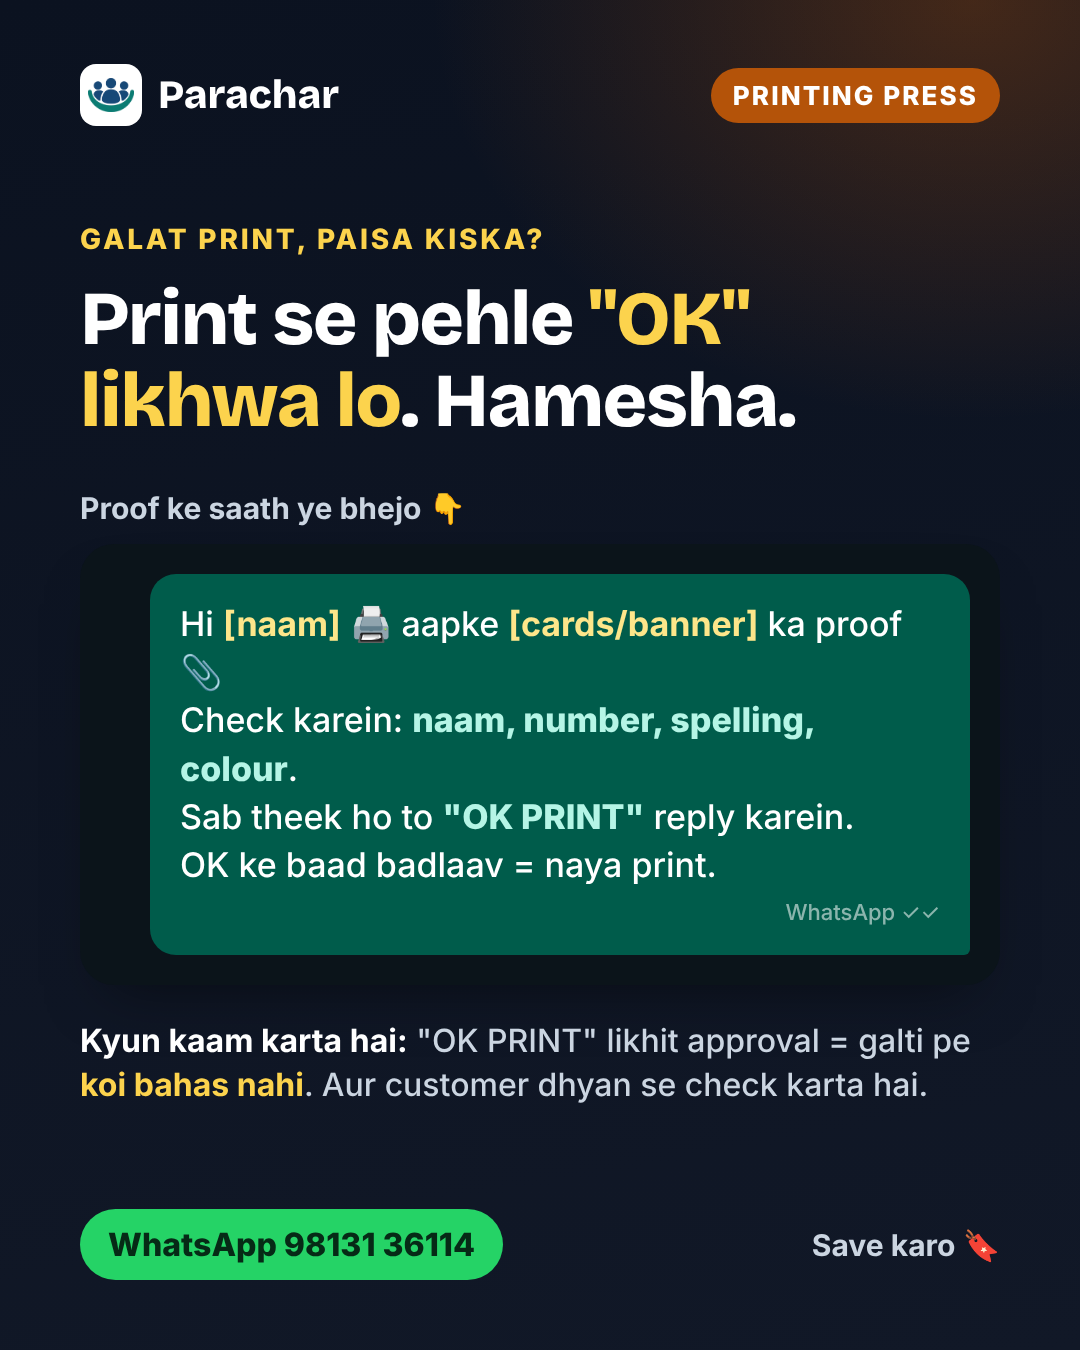 Parachar
PRINTING PRESS
GALAT PRINT, PAISA KISKA?
Print se pehle "OK"
likhwa lo. Hamesha.
Proof ke saath ye bhejo 👇
Hi [naam] 🖨️ aapke [cards/banner] ka proof
📎
Check karein: naam, number, spelling,
colour.
Sab theek ho to "OK PRINT" reply karein.
OK ke baad badlaav = naya print.
WhatsApp ✓✓
Kyun kaam karta hai: "OK PRINT" likhit approval = galti pe
koi bahas nahi. Aur customer dhyan se check karta hai.
WhatsApp 98131 36114
Save karo 🔖